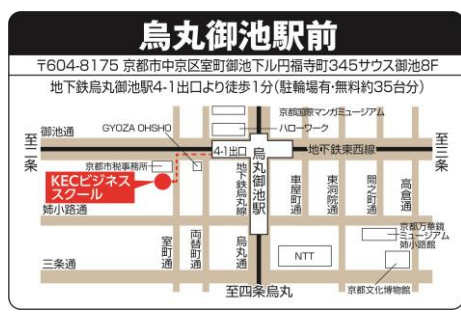 烏丸御池駅前
〒604-8175 京都市中京区室町御池下ル円福寺町345サウス御池8F
地下鉄烏丸御池駅4-1出口より徒歩1分(駐輪場有・無料約35台分)
京都国際マンガミュージアム
GYOZA OHSHO
ハローワーク
御池通
至二条
4-1出口
烏丸御池駅
地下鉄東西線
至三条
京都市税事務所
KECビジネス
スクール
地下鉄烏丸線
車屋町通
東洞院通
間之町通
高倉通
姉小路通
室町通
両替町通
烏丸通
京都万華鏡
ミュージアム
姉小路館
NTT
三条通
至四条烏丸
京都文化博物館